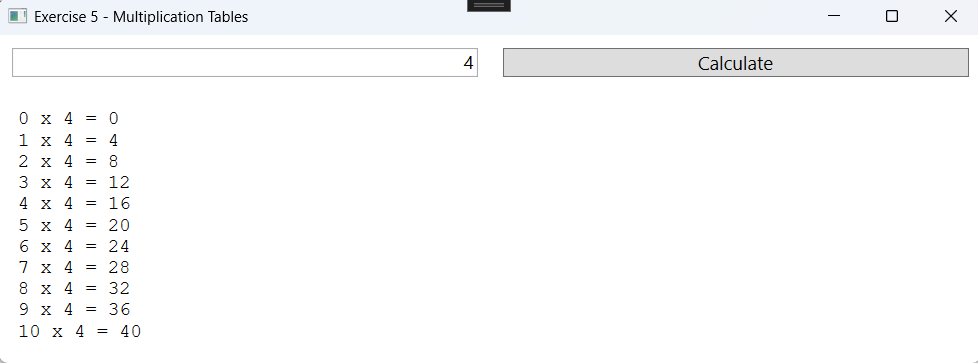 Exercise 5 - Multiplication Tables
4
Calculate
0 x 4 = 0
1 x 4 = 4
2 x 4 = 8
3 x 4 = 12
4 x 4 = 16
5 x 4 = 20
6 x 4 = 24
7 x 4 = 28
8 x 4 = 32
9 x 4 = 36
10 x 4 = 40